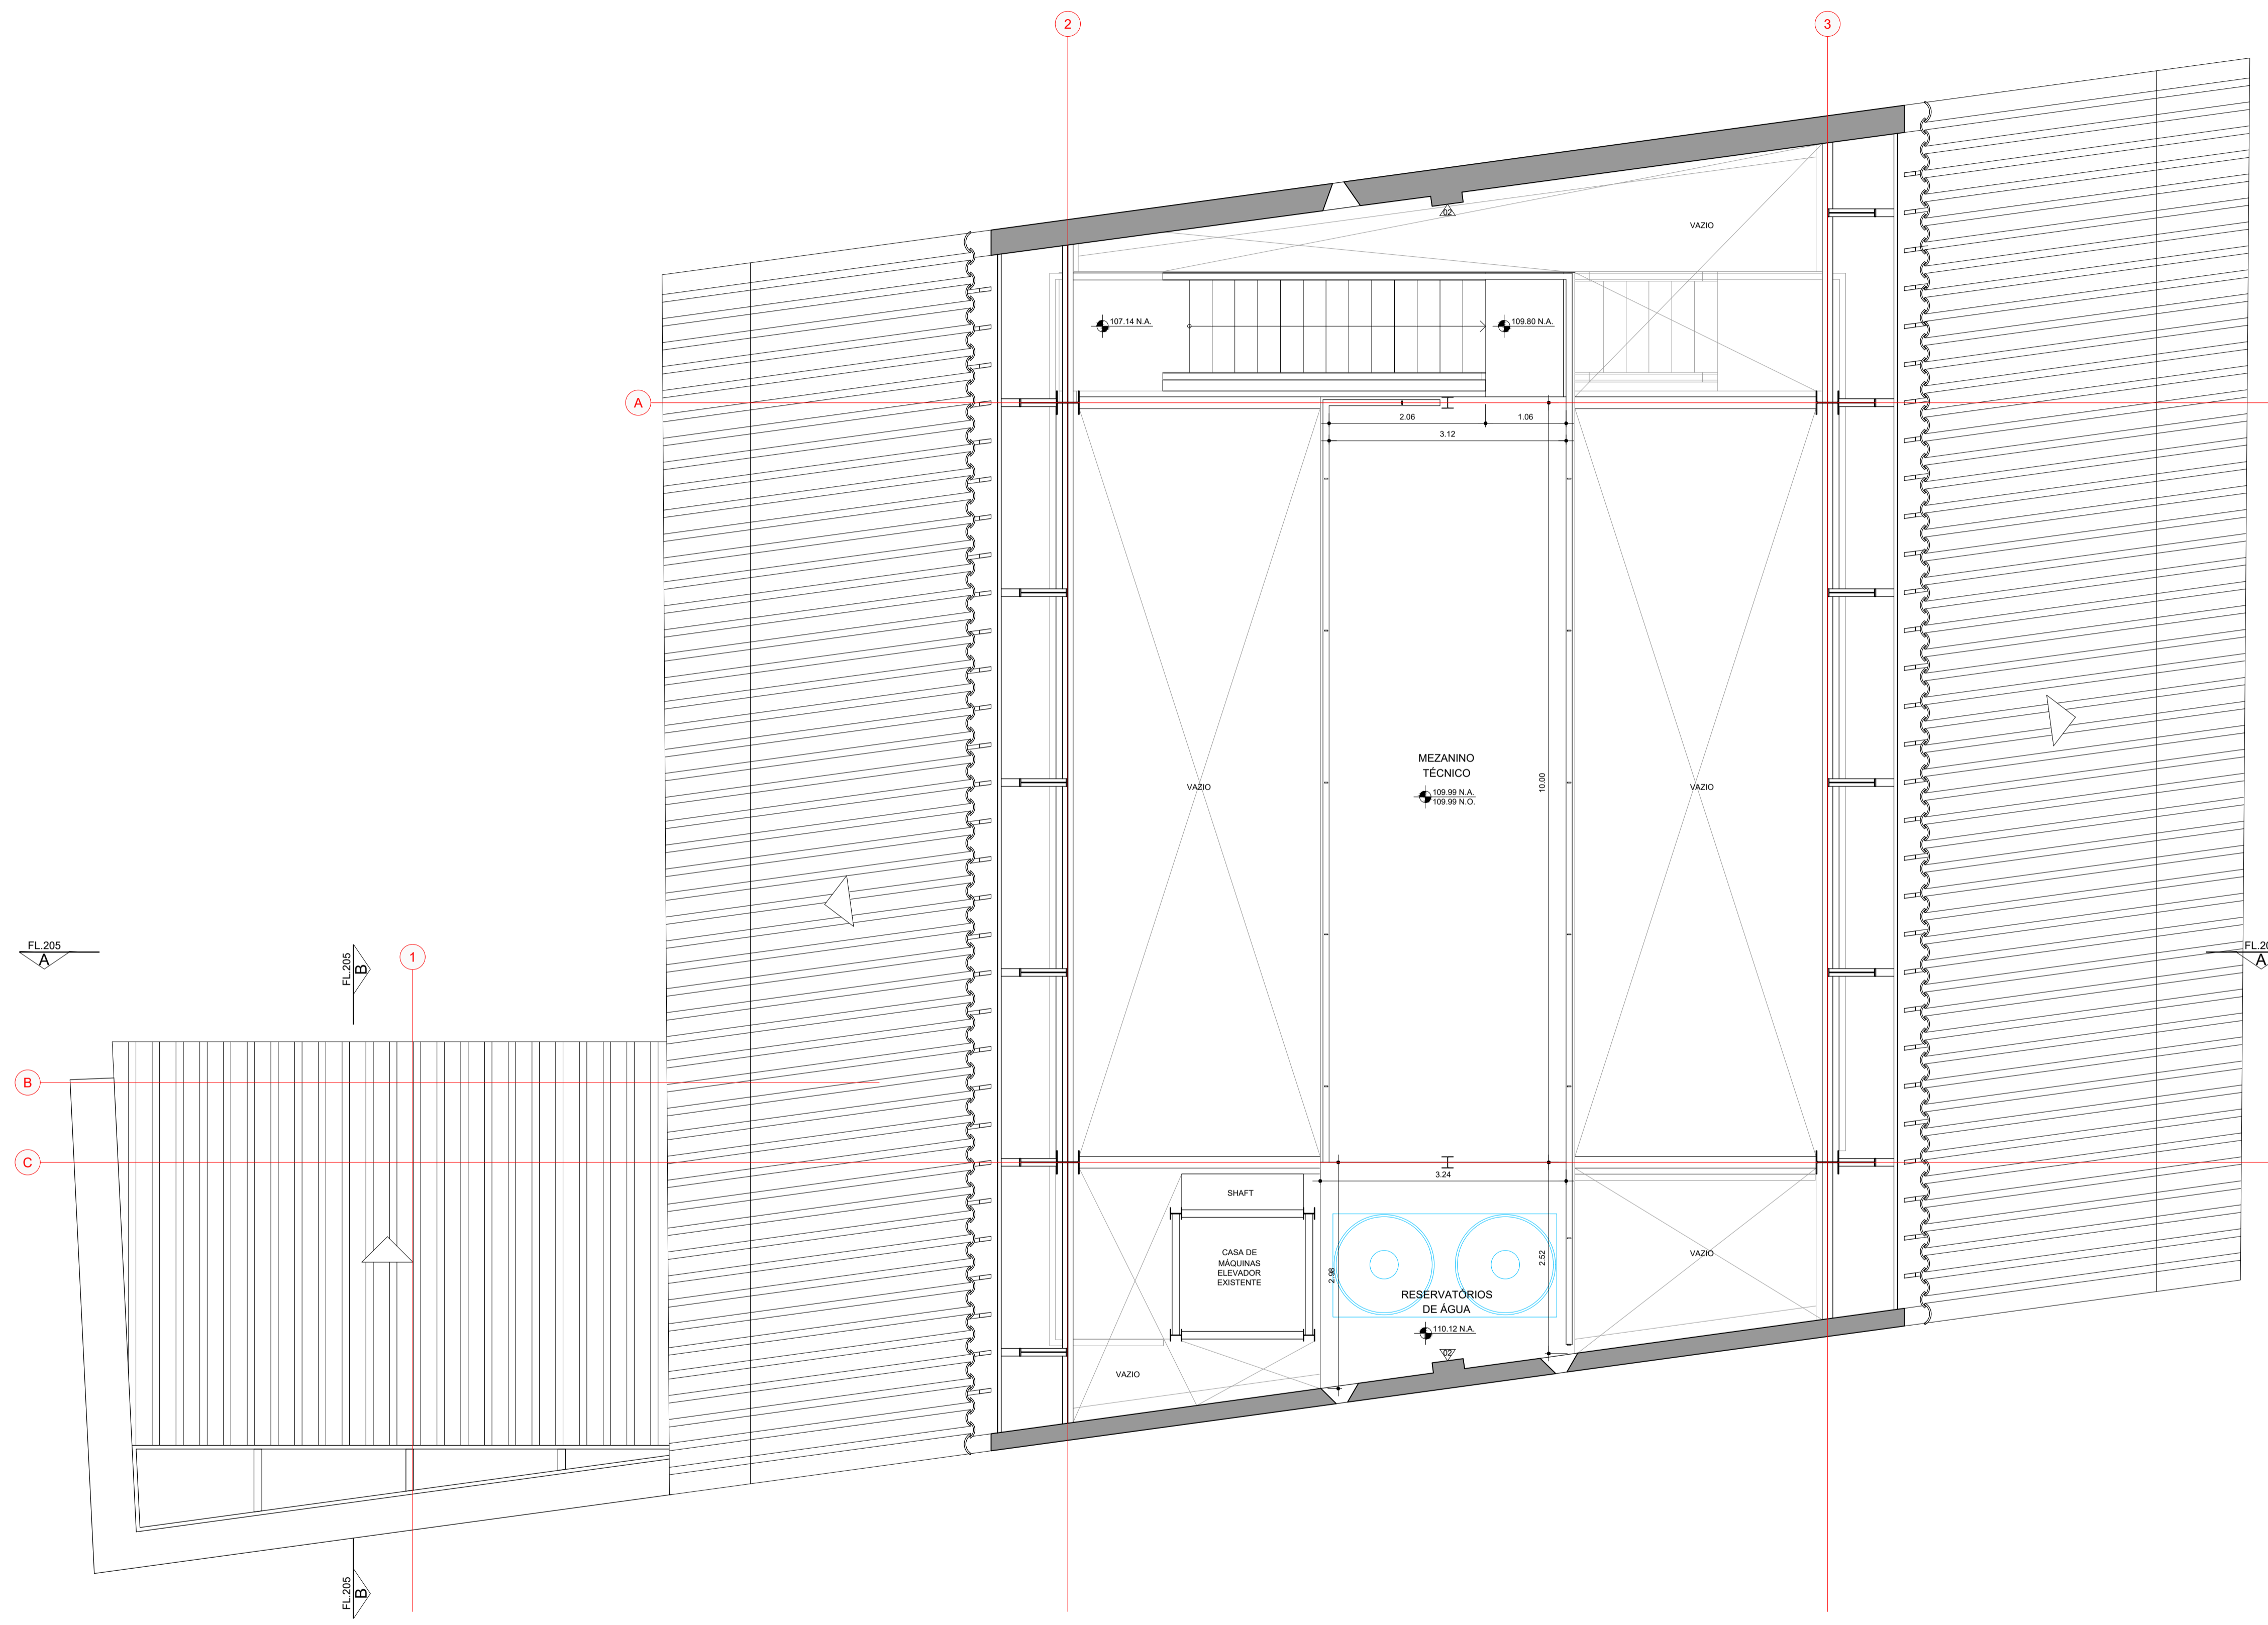 2
3
02
VAZIO
107.14 N.A.
109.80 N.A.
A
2.06
1.06
3.12
MEZANINO
TÉCNICO
109.99 N.A.
109.99 N.O.
10.00
VAZIO
VAZIO
FL.205
A
FL.205
B
1
A
B
C
3.24
SHAFT
CASA DE
MÁQUINAS
ELEVADOR
EXISTENTE
2.98
2.52
RESERVATÓRIOS
DE ÁGUA
110.12 N.A.
VAZIO
02
VAZIO
FL.205
B